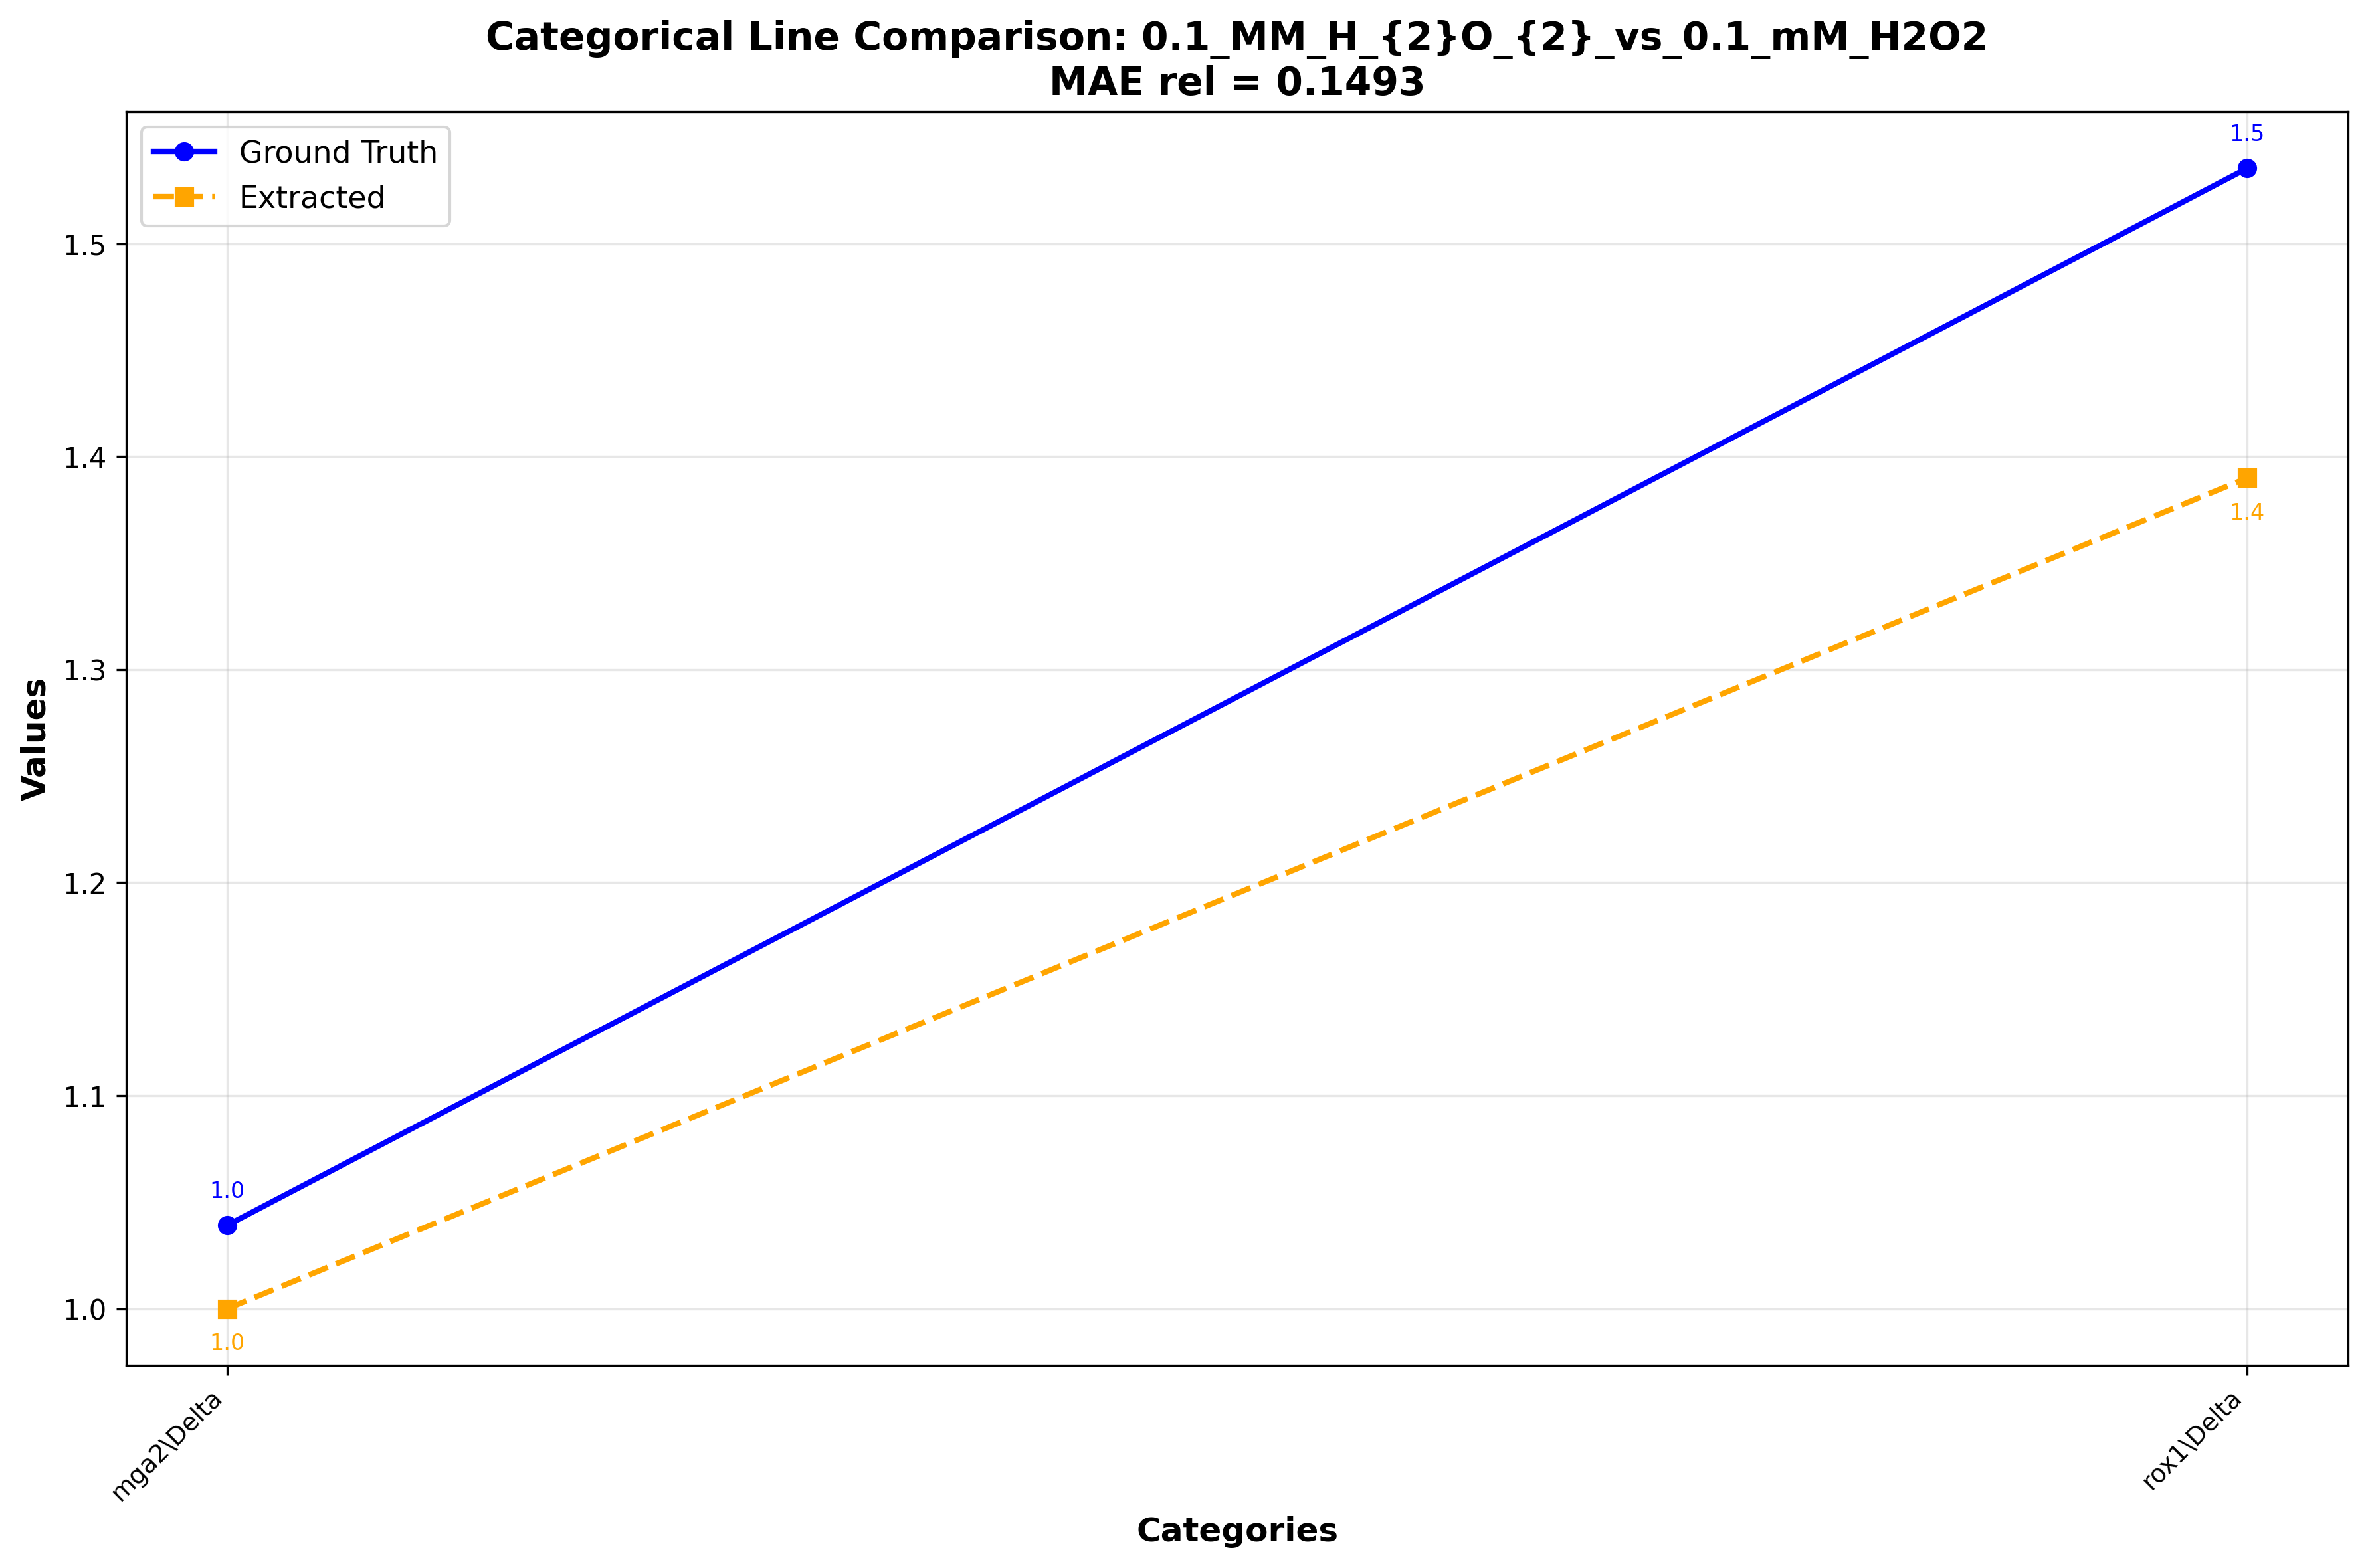 Categorical Line Comparison: 0.1_MM_H_{2}O_{2}_vs_0.1_mM_H2O2
MAE rel = 0.1493
Ground Truth
Extracted
1.5
1.4
1.3
1.2
1.1
1.0
Values
1.5
1.4
1.0
1.0
mga2\Delta
rox1\Delta
Categories